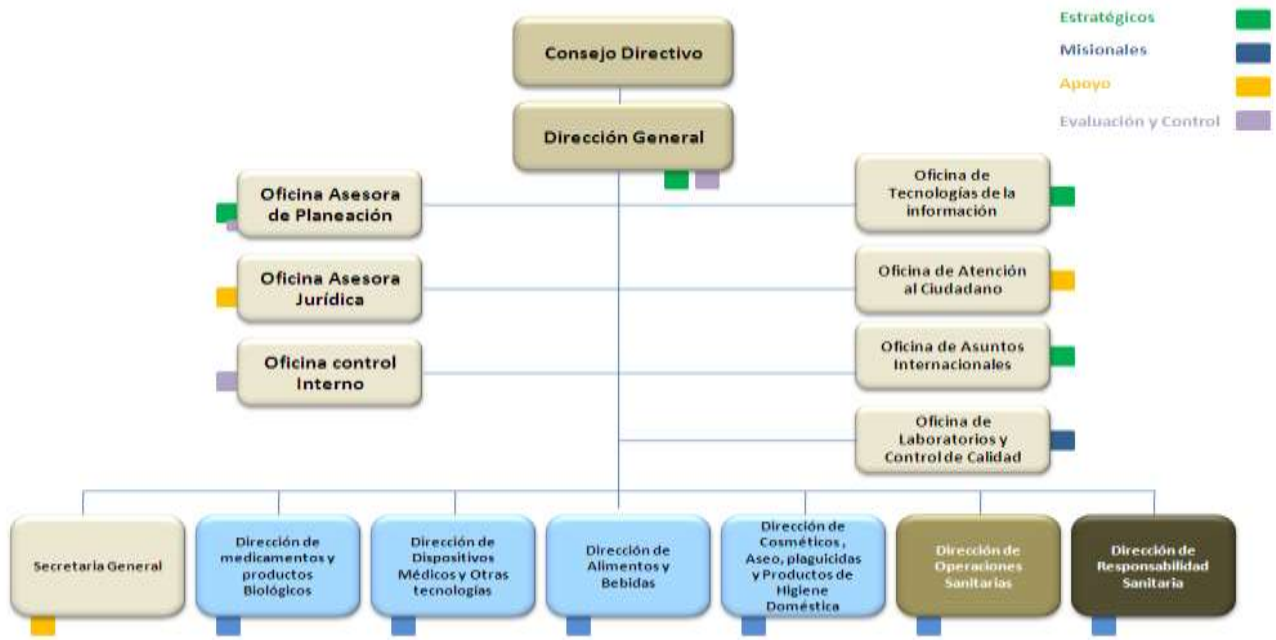 Consejo Directivo
Dirección General
Estratégicos
Misionales
Apoyo
Evaluación y Control
Oficina Asesora
de Planeación
Oficina de
Tecnologías de la
información
Oficina Asesora
Jurídica
Oficina de Atención
al Ciudadano
Oficina control
Interno
Oficina de Asuntos
Internacionales
Oficina de
Laboratorios y
Control de Calidad
Secretaria General
Dirección de
medicamentos y
productos
Biológicos
Dirección de
Dispositivos
Médicos y Otras
tecnologías
Dirección de
Alimentos y
Bebidas
Dirección de
Cosméticos ,
Aseo, plaguicidas
y Productos de
Higiene
Doméstica
Dirección de
Operaciones
Sanitarias
Dirección de
Responsabilidad
Sanitaria